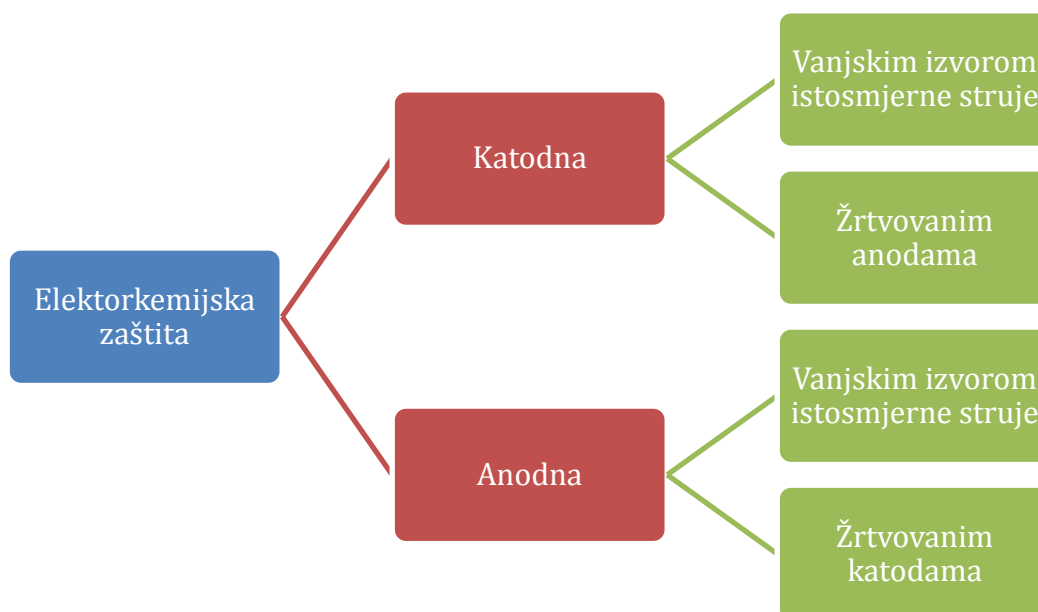 Elektorkemijska
zaštita
Katodna
Vanjskim izvorom
istosmjerne struje
Žrtvovanim
anodama
Anodna
Vanjskim izvorom
istosmjerne struje
Žrtvovanim
katodama